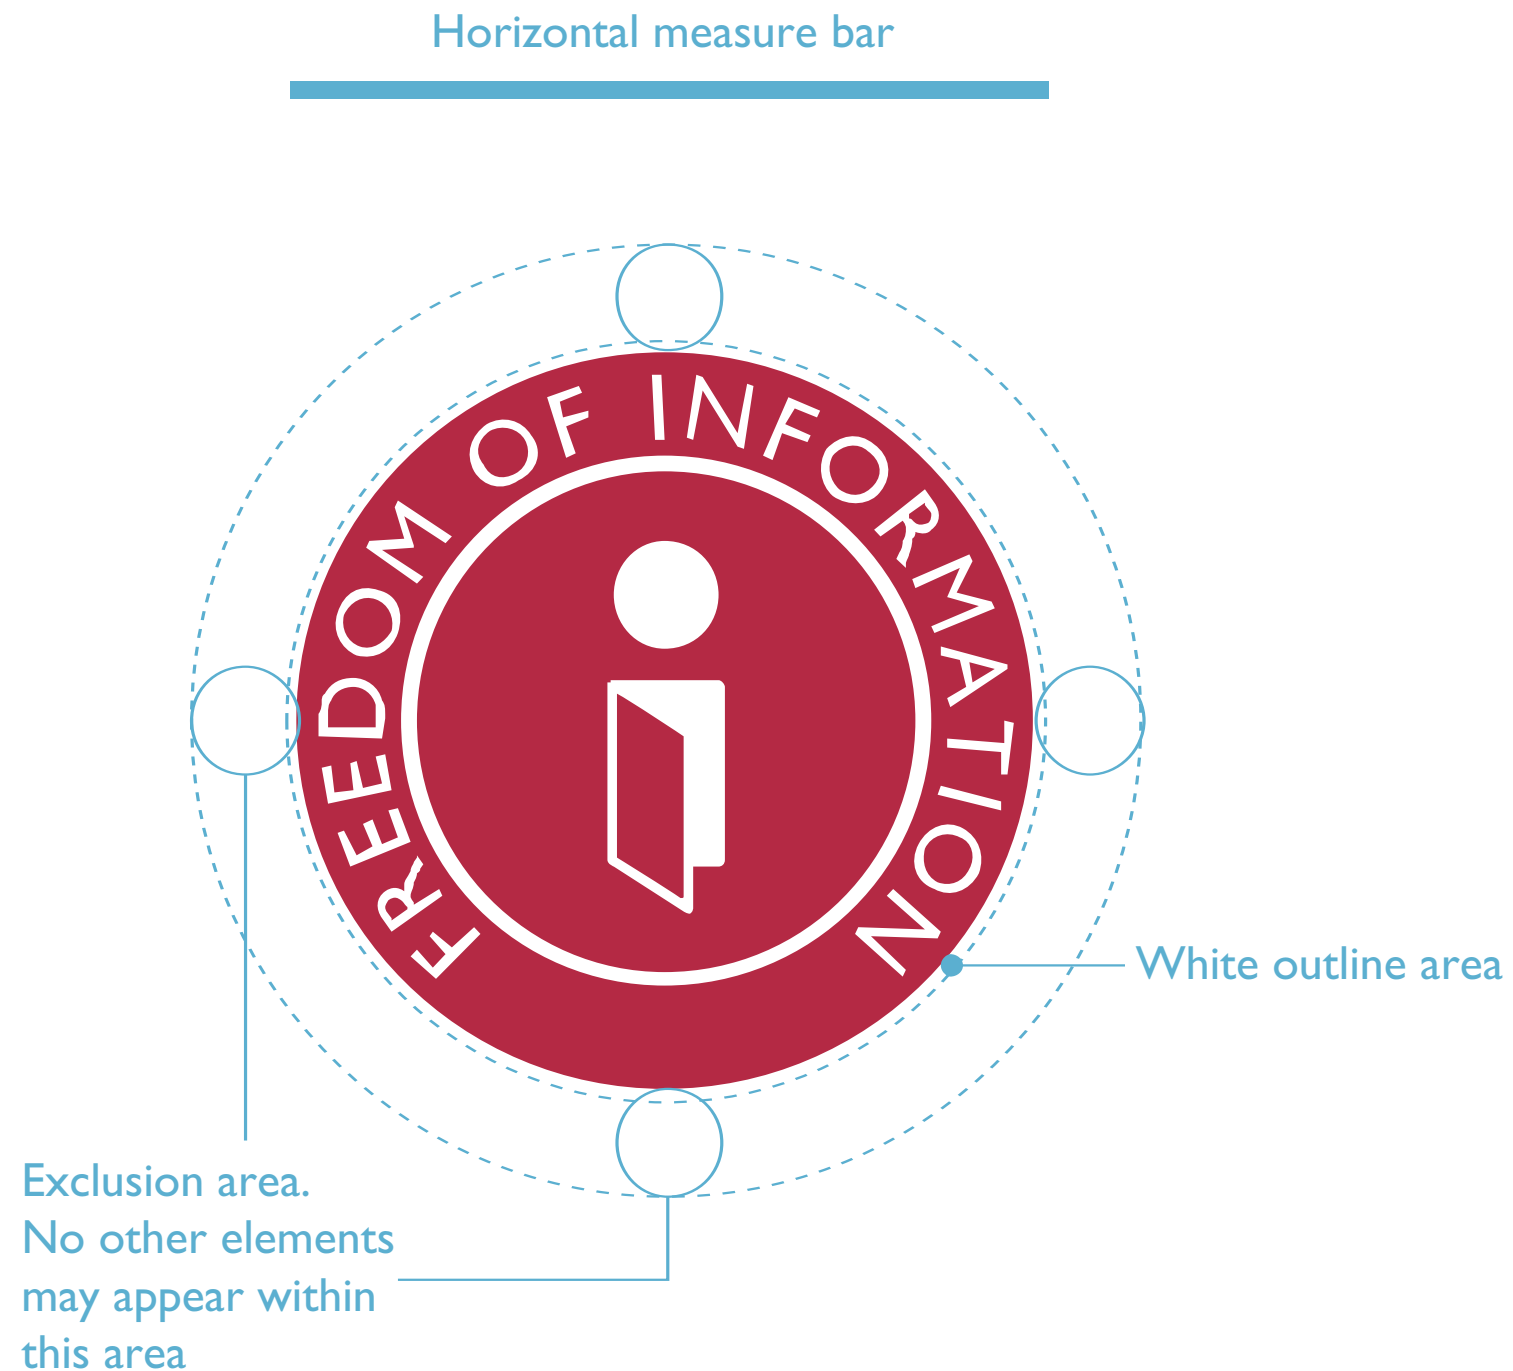 Horizontal measure bar
FREEDOM OF INFORMATION
White outline area
Exclusion area.
No other elements
may appear within
this area